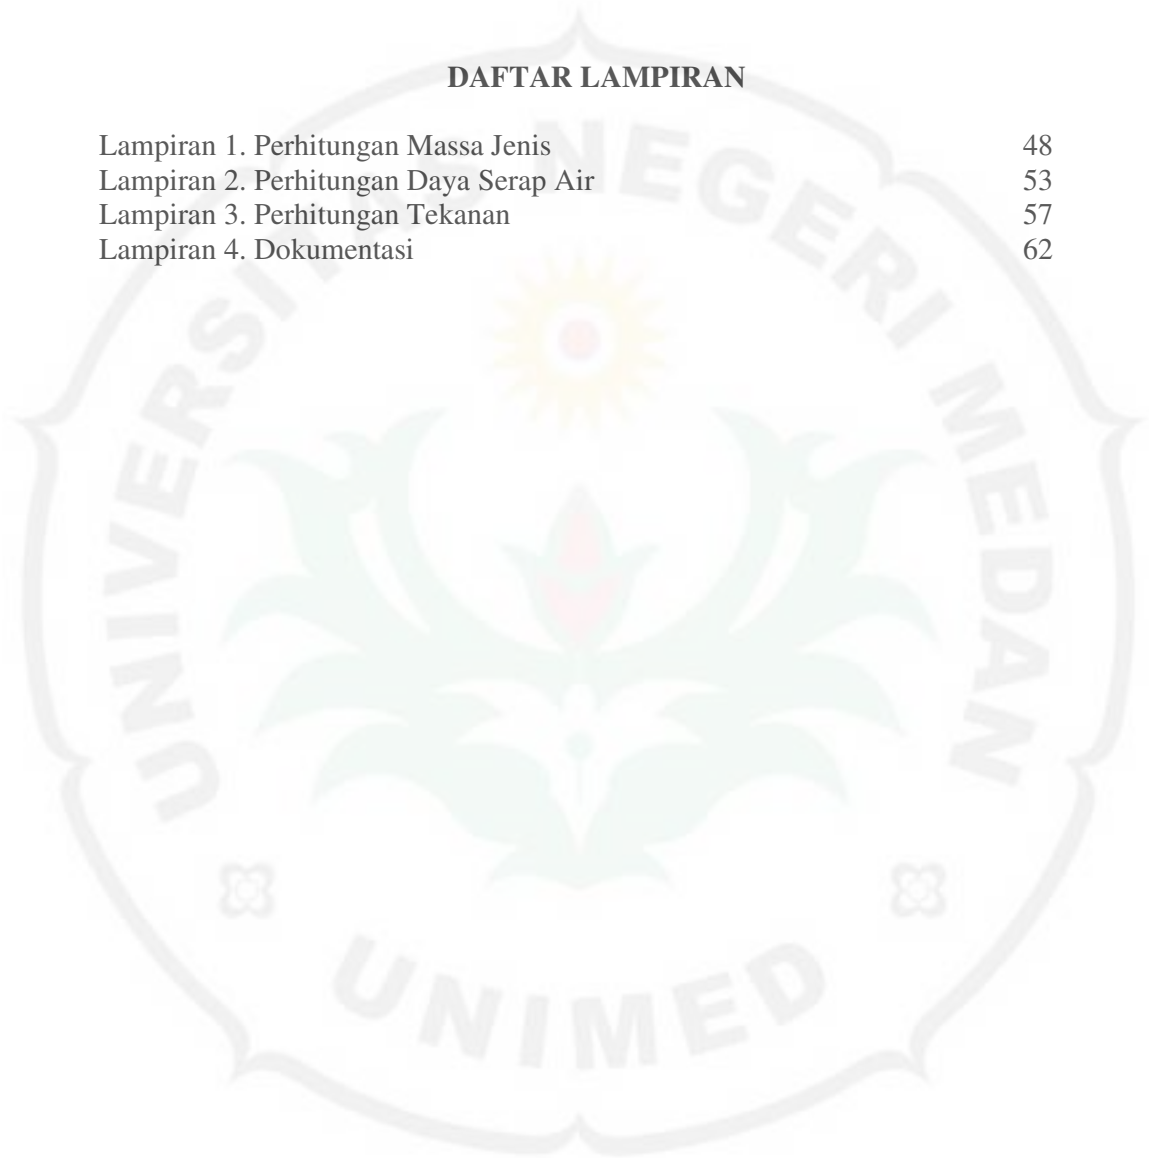 DAFTAR LAMPIRAN
Lampiran 1. Perhitungan Massa Jenis 48
Lampiran 2. Perhitungan Daya Serap Air 53
Lampiran 3. Perhitungan Tekanan 57
Lampiran 4. Dokumentasi 62
UNIVERSITAS NEGERI MEDAN
UNIMED